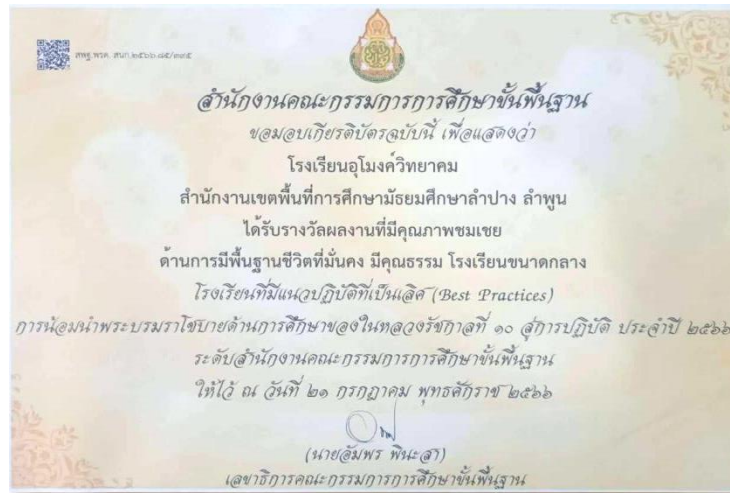 สพฐ.พรศ. สนก.๒๕๖๖.๗๕/๓๙๕
สำนักงานคณะกรรมการการศึกษาขั้นพื้นฐาน
ขอมอบเกียรติบัตรฉบับนี้ เพื่อแสดงว่า
โรงเรียนอุโมงค์วิทยาคม
สำนักงานเขตพื้นที่การศึกษามัธยมศึกษาลำปาง ลำพูน
ได้รับรางวัลผลงานที่มีคุณภาพชมเชย
ด้านการมีพื้นฐานชีวิตที่มั่นคง มีคุณธรรม โรงเรียนขนาดกลาง
โรงเรียนที่มีแนวปฏิบัติที่เป็นเลิศ (Best Practices)
การน้อมนำพระบรมราโชบายด้านการศึกษาของในหลวงรัชกาลที่ ๑๐ สู่การปฏิบัติ ประจำปี ๒๕๖๖
ระดับสำนักงานคณะกรรมการการศึกษาขั้นพื้นฐาน
ให้ไว้ ณ วันที่ ๒๑ กรกฎาคม พุทธศักราช ๒๕๖๖
(นายอัมพร พินะสา)
เลขาธิการคณะกรรมการการศึกษาขั้นพื้นฐาน